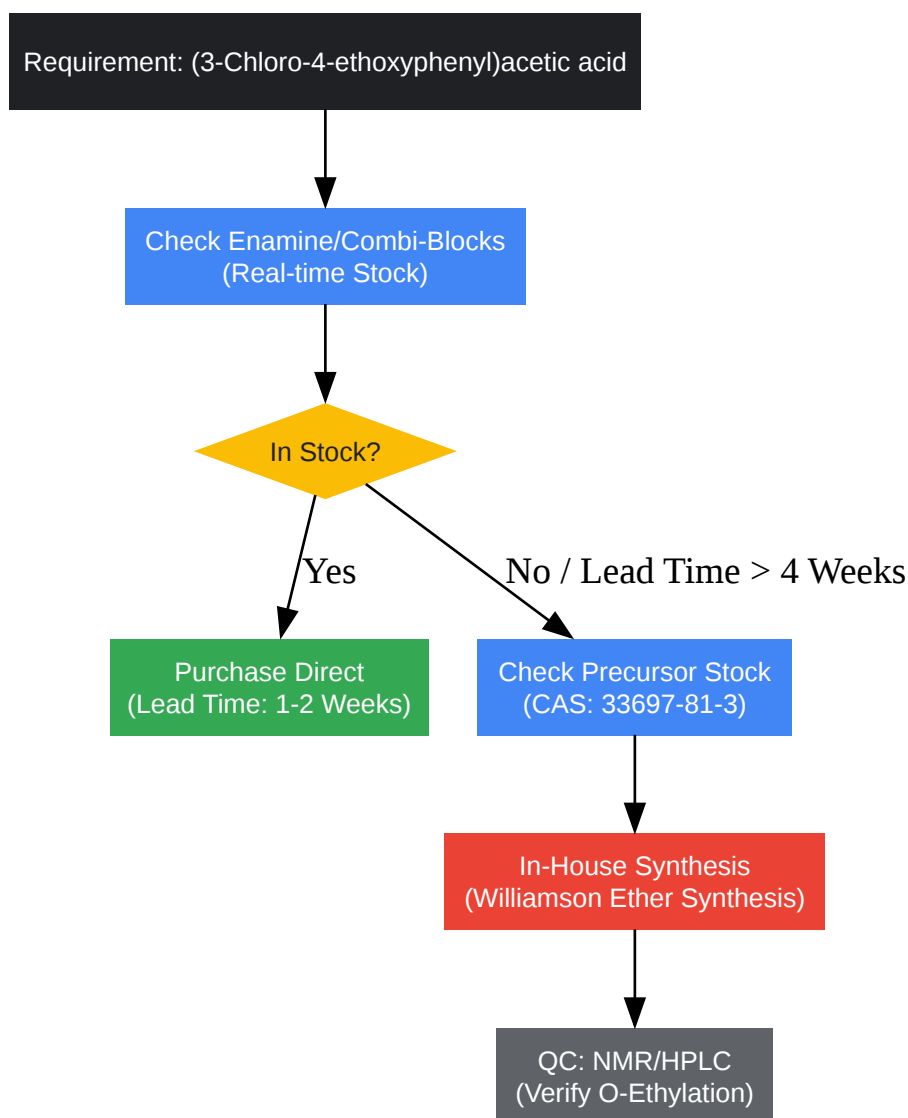 Requirement: (3-Chloro-4-ethoxyphenyl)acetic acid
Check Enamine/Combi-Blocks
(Real-time Stock)
In Stock?
Yes
No / Lead Time > 4 Weeks
Purchase Direct
(Lead Time: 1-2 Weeks)
Check Precursor Stock
(CAS: 33697-81-3)
In-House Synthesis
(Williamson Ether Synthesis)
QC: NMR/HPLC
(Verify O-Ethylation)